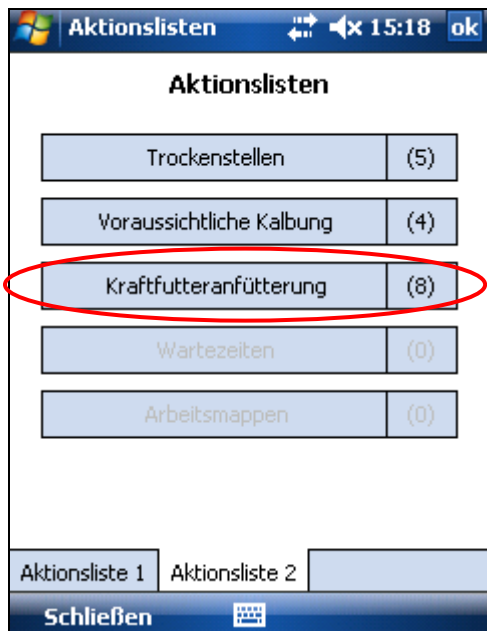 Aktionslisten 15:18 ok
Aktionslisten
Trockenstellen (5)
Voraussichtliche Kalbung (4)
Kraftfutteranfütterung (8)
Wartezeiten (0)
Arbeitsmappen (0)
Aktionsliste 1 Aktionsliste 2
Schließen